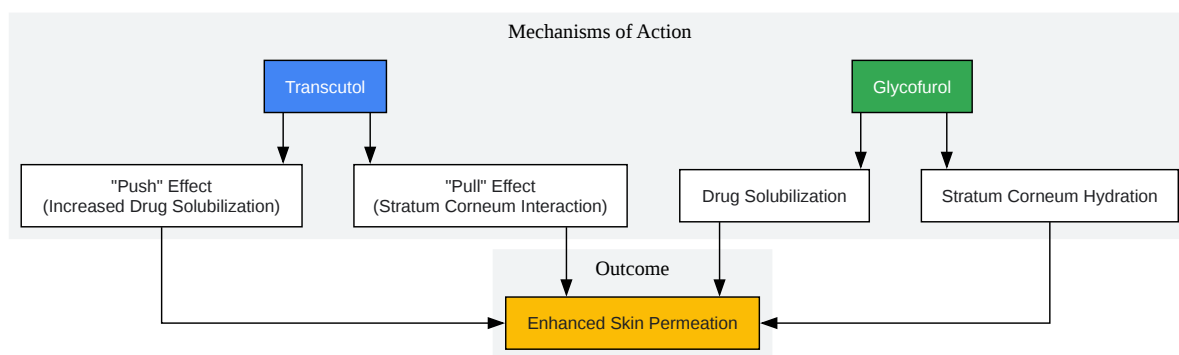 Mechanisms of Action
Transcutol
Glycofurol
"Push" Effect
(Increased Drug Solubilization)
"Pull" Effect
(Stratum Corneum Interaction)
Drug Solubilization
Stratum Corneum Hydration
Outcome
Enhanced Skin Permeation